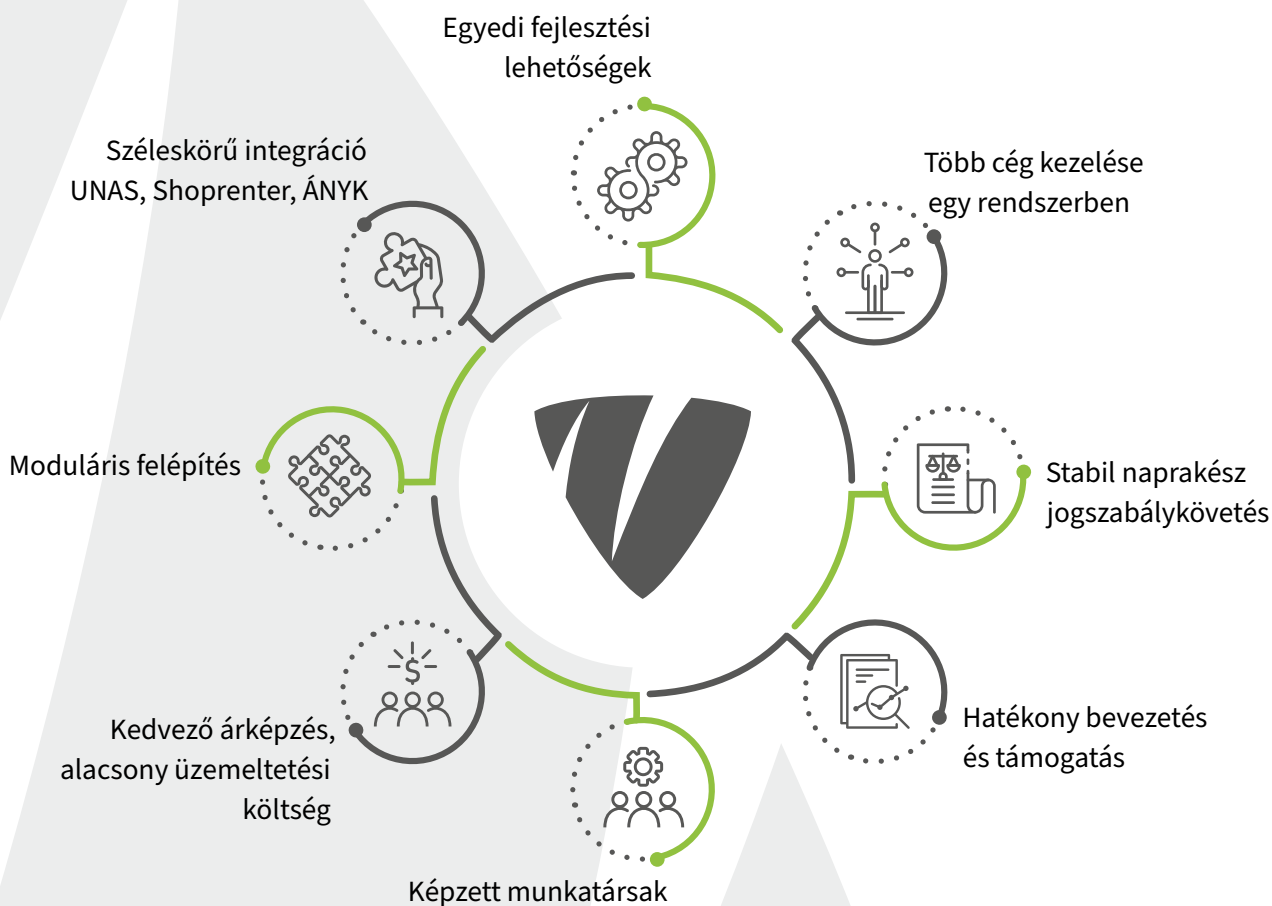 Egyedi fejlesztési
lehetőségek
Széleskörű integráció
UNAS, Shoprenter, ÁNYK
Több cég kezelése
egy rendszerben
Moduláris felépítés
Stabil naprakész
jogszabálykövetés
Kedvező árképzés,
alacsony üzemeltetési
költség
Hatékony bevezetés
és támogatás
Képzett munkatársak